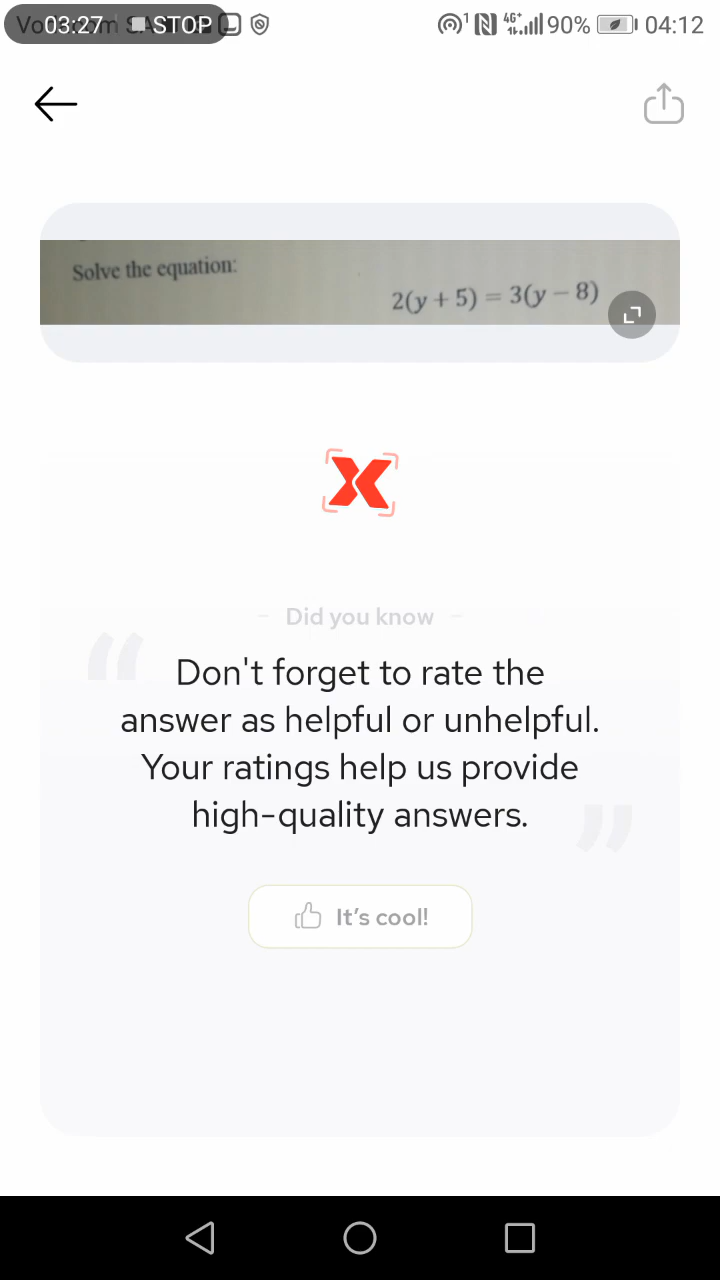 03:27 STOP 4G+ 90% 04:12
Solve the equation:
2(y + 5) = 3(y − 8)
Did you know
“
Don't forget to rate the
answer as helpful or unhelpful.
Your ratings help us provide
high-quality answers.
”
It's cool!